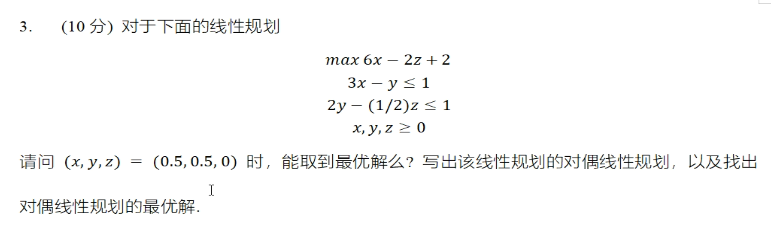 3. (10 分) 对于下面的线性规划
max 6x − 2z + 2
3x − y ≤ 1
2y − (1/2)z ≤ 1
x, y, z ≥ 0
请问 (x, y, z) = (0.5, 0.5, 0) 时，能取到最优解么？写出该线性规划的对偶线性规划，以及找出
对偶线性规划的最优解.